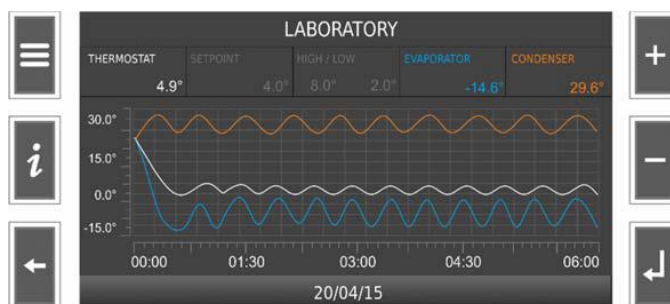 LABORATORY
THERMOSTAT SETPOINT HIGH / LOW EVAPORATOR CONDENSER
4.9° 4.0° 8.0° 2.0° -14.6° 29.6°
30.0°
15.0°
0.0°
-15.0°
00:00 01:30 03:00 04:30 06:00
20/04/15